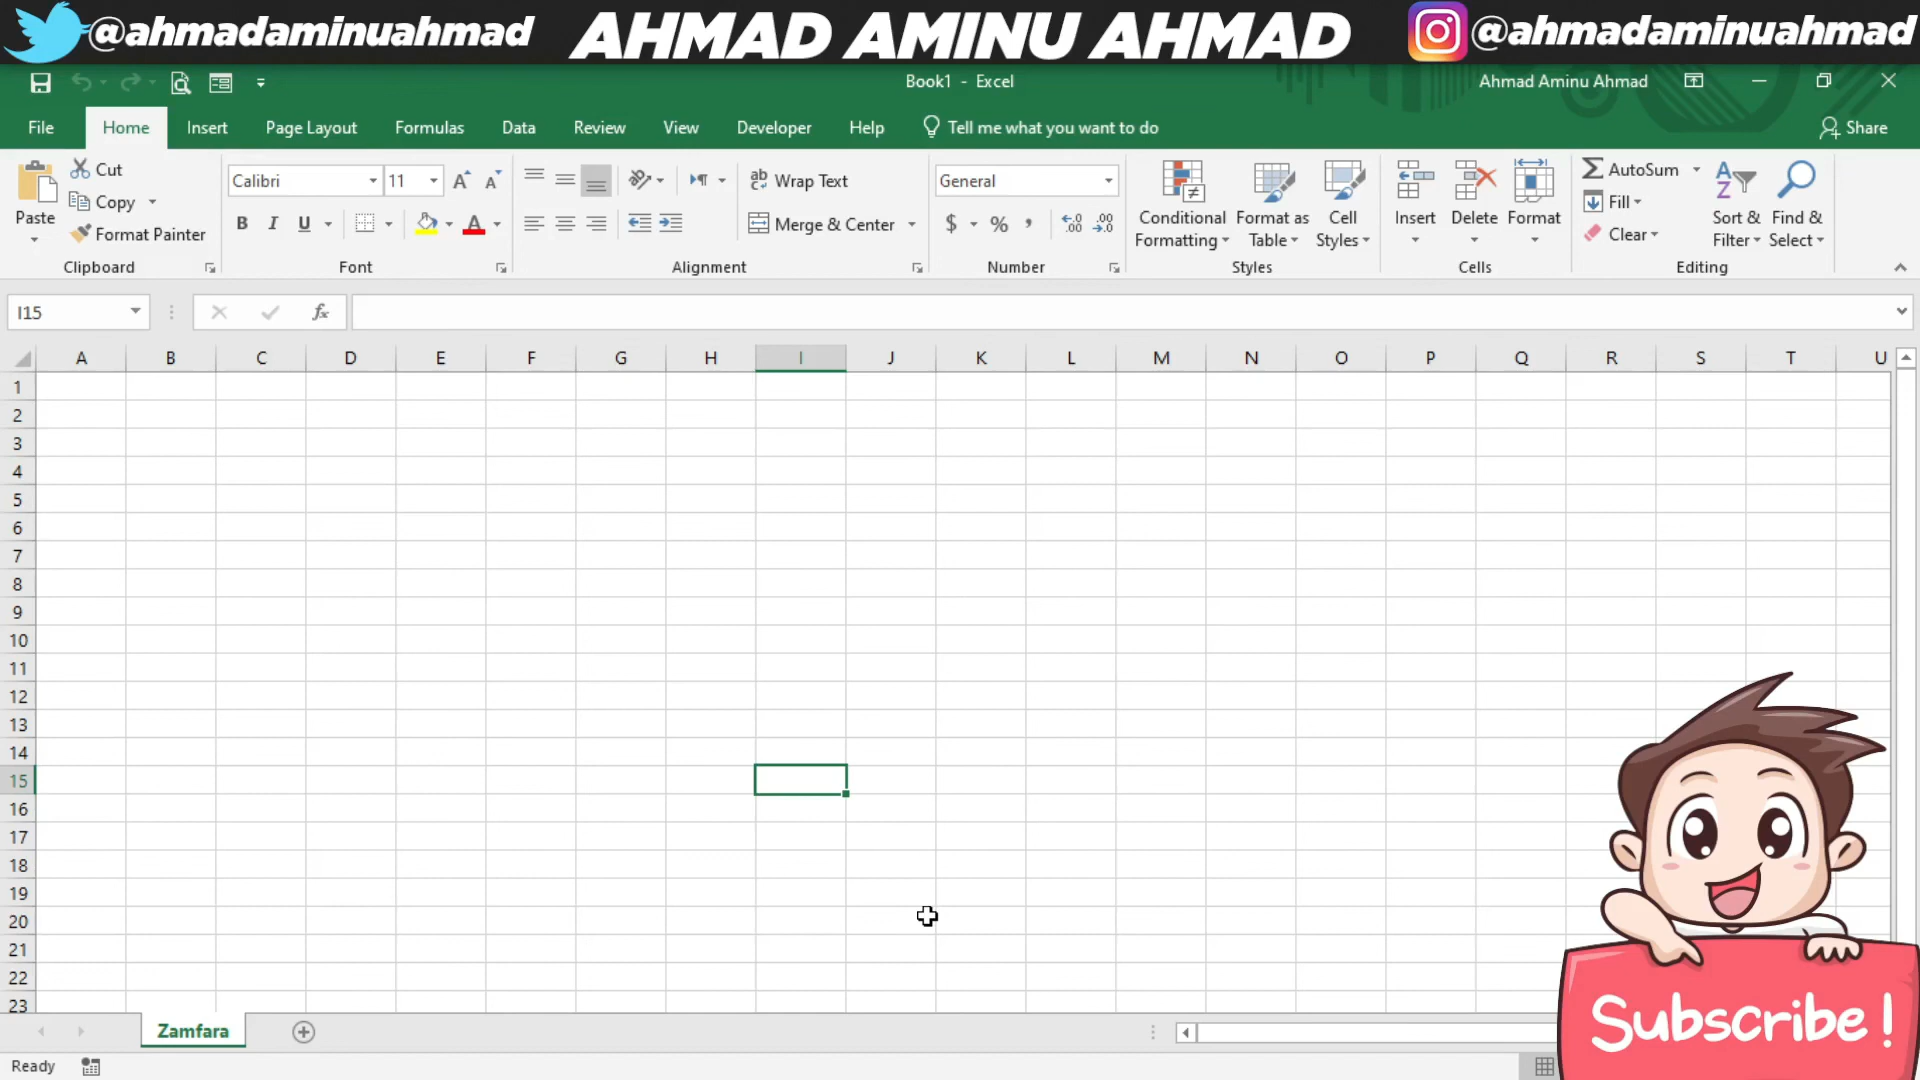 @ahmadaminuahmad AHMAD AMINU AHMAD @ahmadaminuahmad
Book1 - Excel Ahmad Aminu Ahmad
File Home Insert Page Layout Formulas Data Review View Developer Help Tell me what you want to do Share
Paste
Cut
Copy
Format Painter
Clipboard
Calibri 11
B I U A
Font
Wrap Text
Merge & Center
Alignment
General
$ % ,
Number
Conditional Formatting
Format as Table
Cell Styles
Styles
Insert Delete Format
Cells
AutoSum
Fill
Clear
Sort & Filter
Find & Select
Editing
I15 fx
A B C D E F G H I J K L M N O P Q R S T U
1
2
3
4
5
6
7
8
9
10
11
12
13
14
15
16
17
18
19
20
21
22
23
Zamfara
Ready
Subscribe!